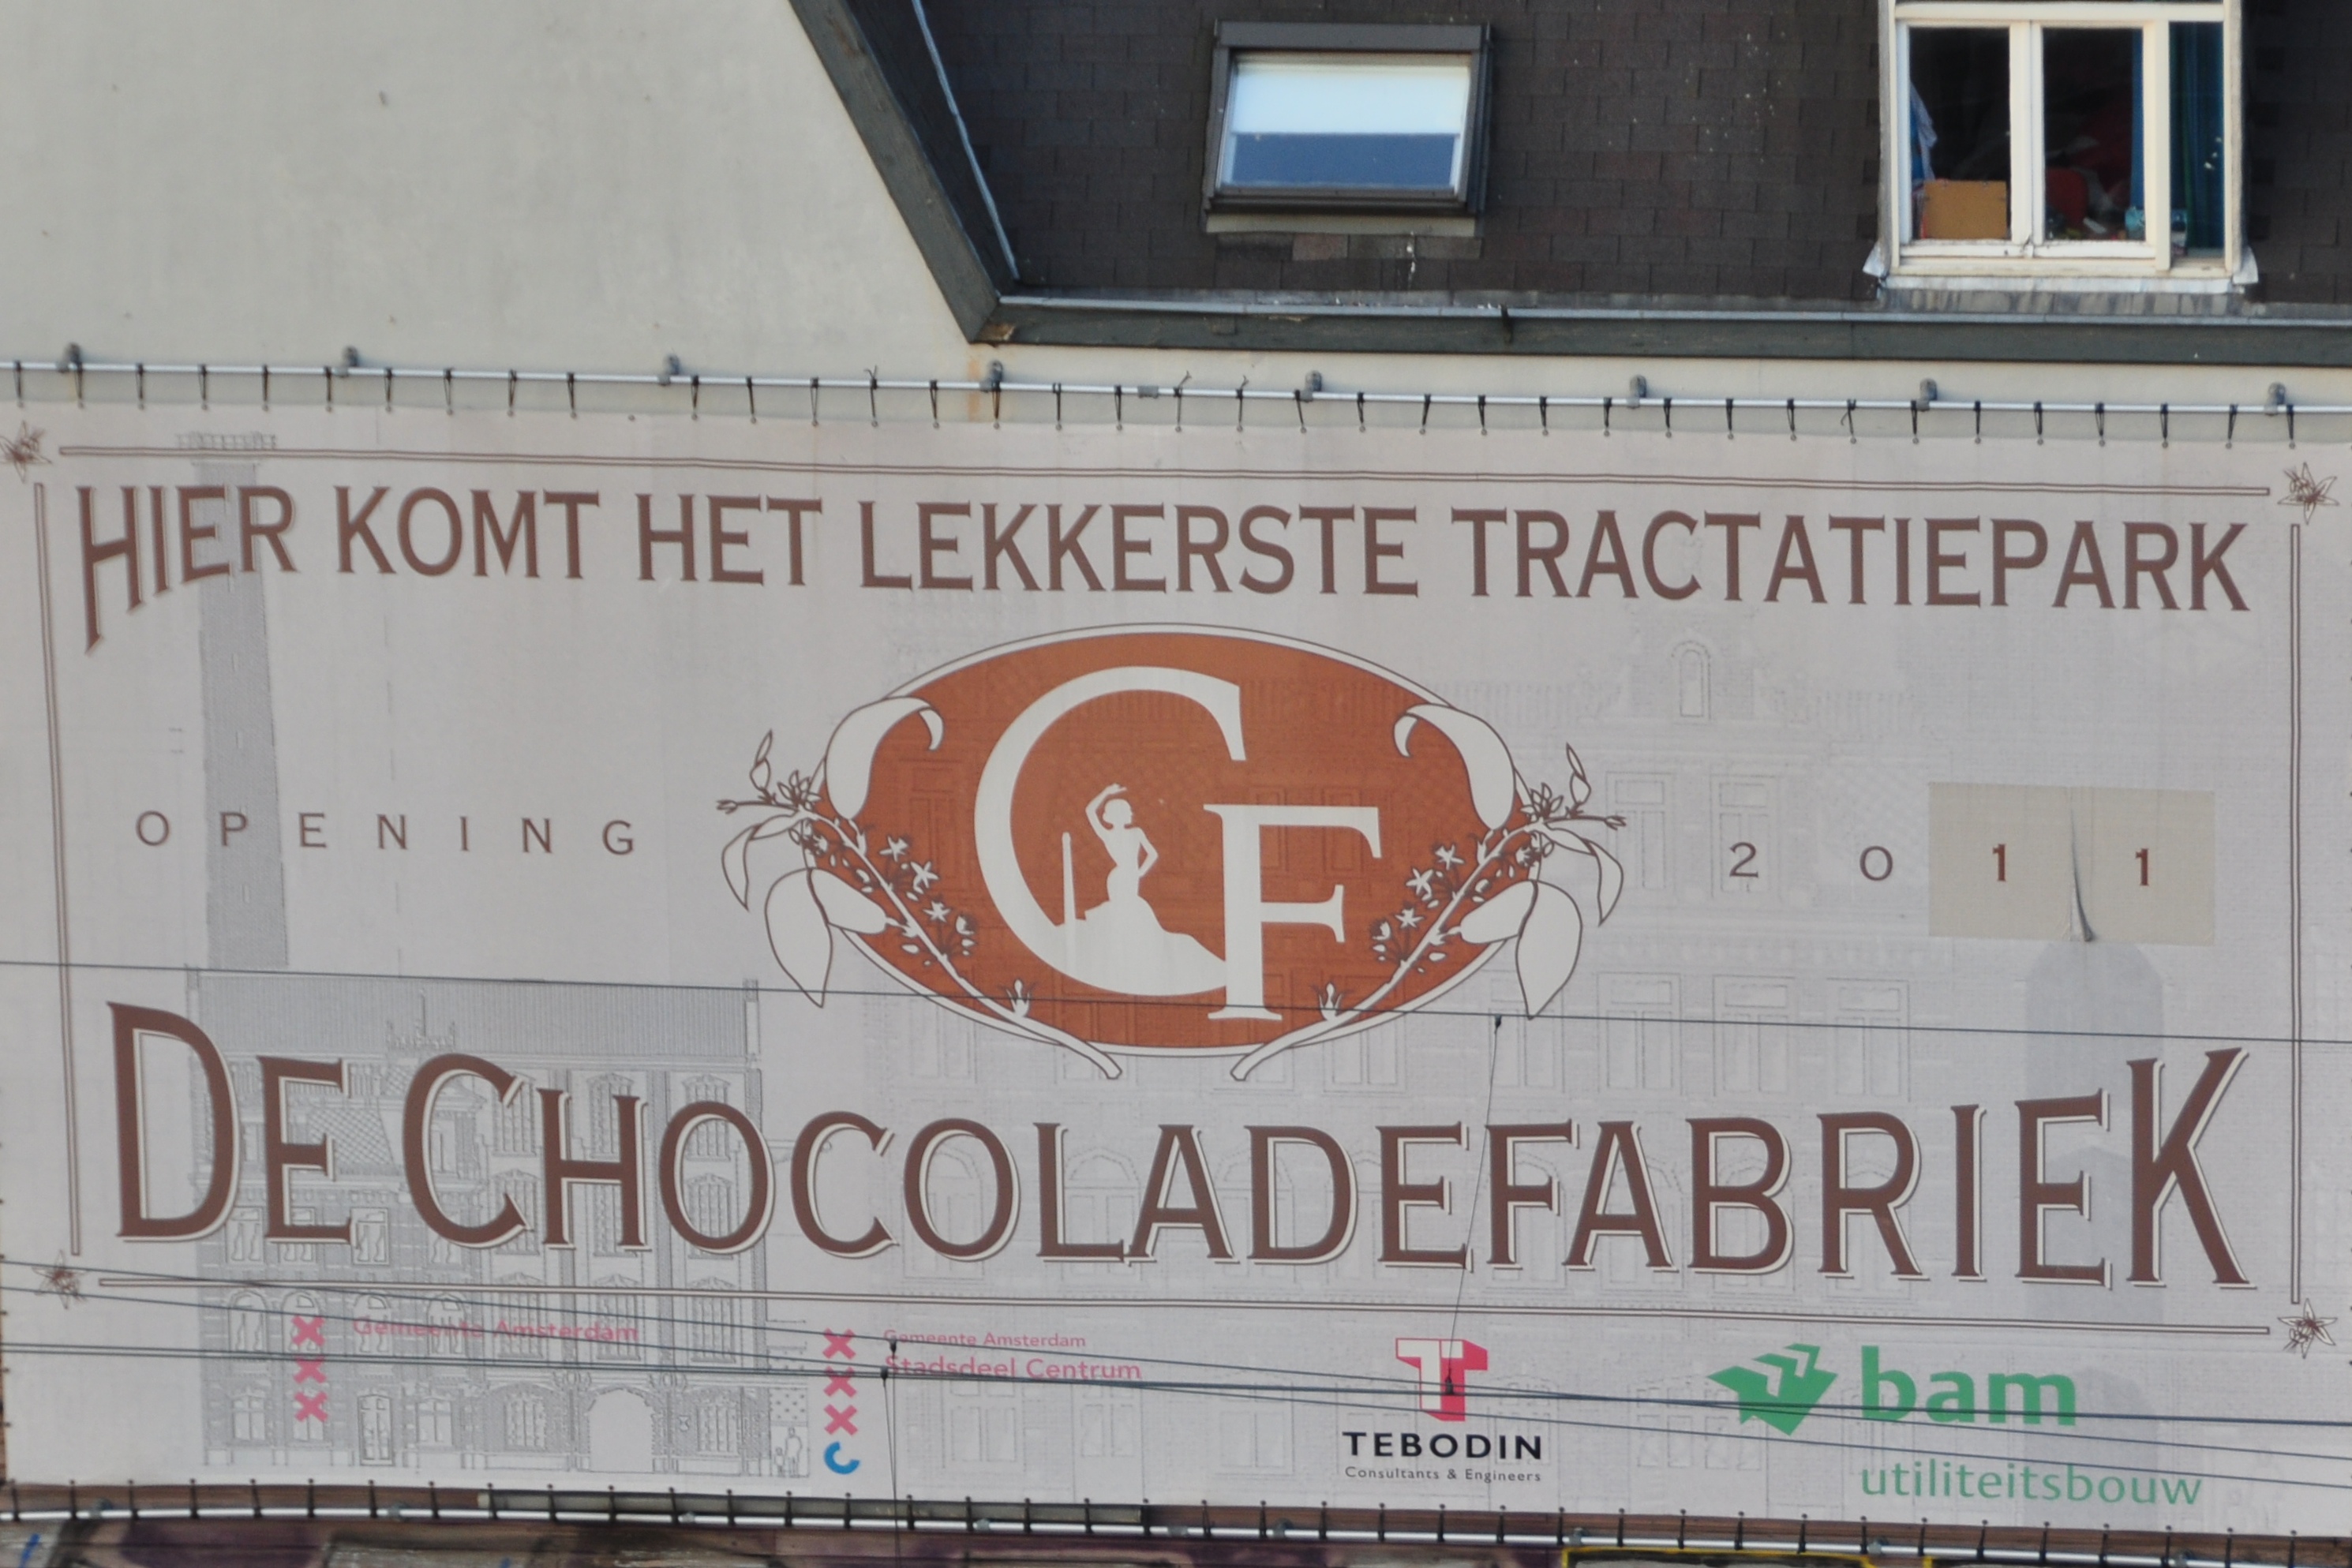 HIER KOMT HET LEKKERSTE TRACTATIEPARK
CF
OPENING 2011
DE CHOCOLADEFABRIEK
Gemeente Amsterdam
Gemeente Amsterdam
Stadsdeel Centrum
TEBODIN
Consultants & Engineers
bam
utiliteitsbouw